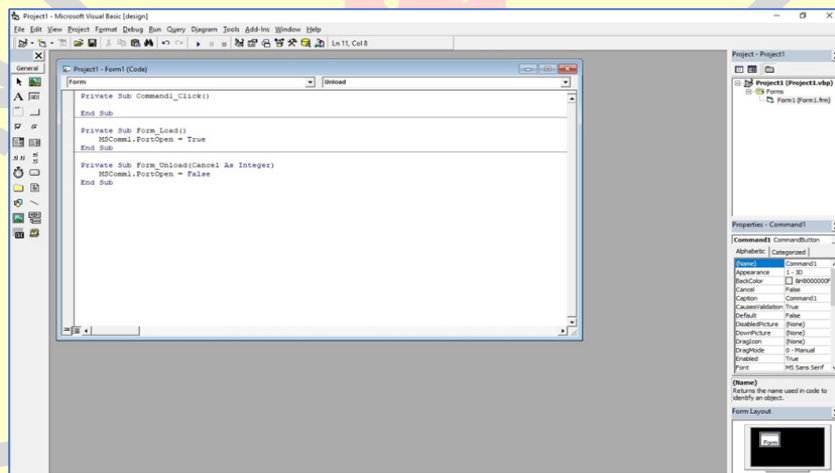 Project1 - Microsoft Visual Basic [design]
File Edit View Project Format Debug Run Query Diagram Tools Add-Ins Window Help
Ln 11, Col 8
General
Project1 - Form1 (Code)
Form
Unload
Private Sub Command1_Click()
End Sub
Private Sub Form_Load()
MSComm1.PortOpen = True
End Sub
Private Sub Form_Unload(Cancel As Integer)
MSComm1.PortOpen = False
End Sub
Project - Project1
Project1 (Project1.vbp)
Forms
Form1 (Form1.frm)
Properties - Command1
Command1 CommandButton
Alphabetic Categorized
(Name) Command1
Appearance 1 - 3D
BackColor &H8000000F
Cancel False
Caption Command1
CausesValidation True
Default False
DisabledPicture (None)
DownPicture (None)
DragIcon (None)
DragMode 0 - Manual
Enabled True
Font MS Sans Serif
(Name)
Returns the name used in code to
identify an object.
Form Layout
Form